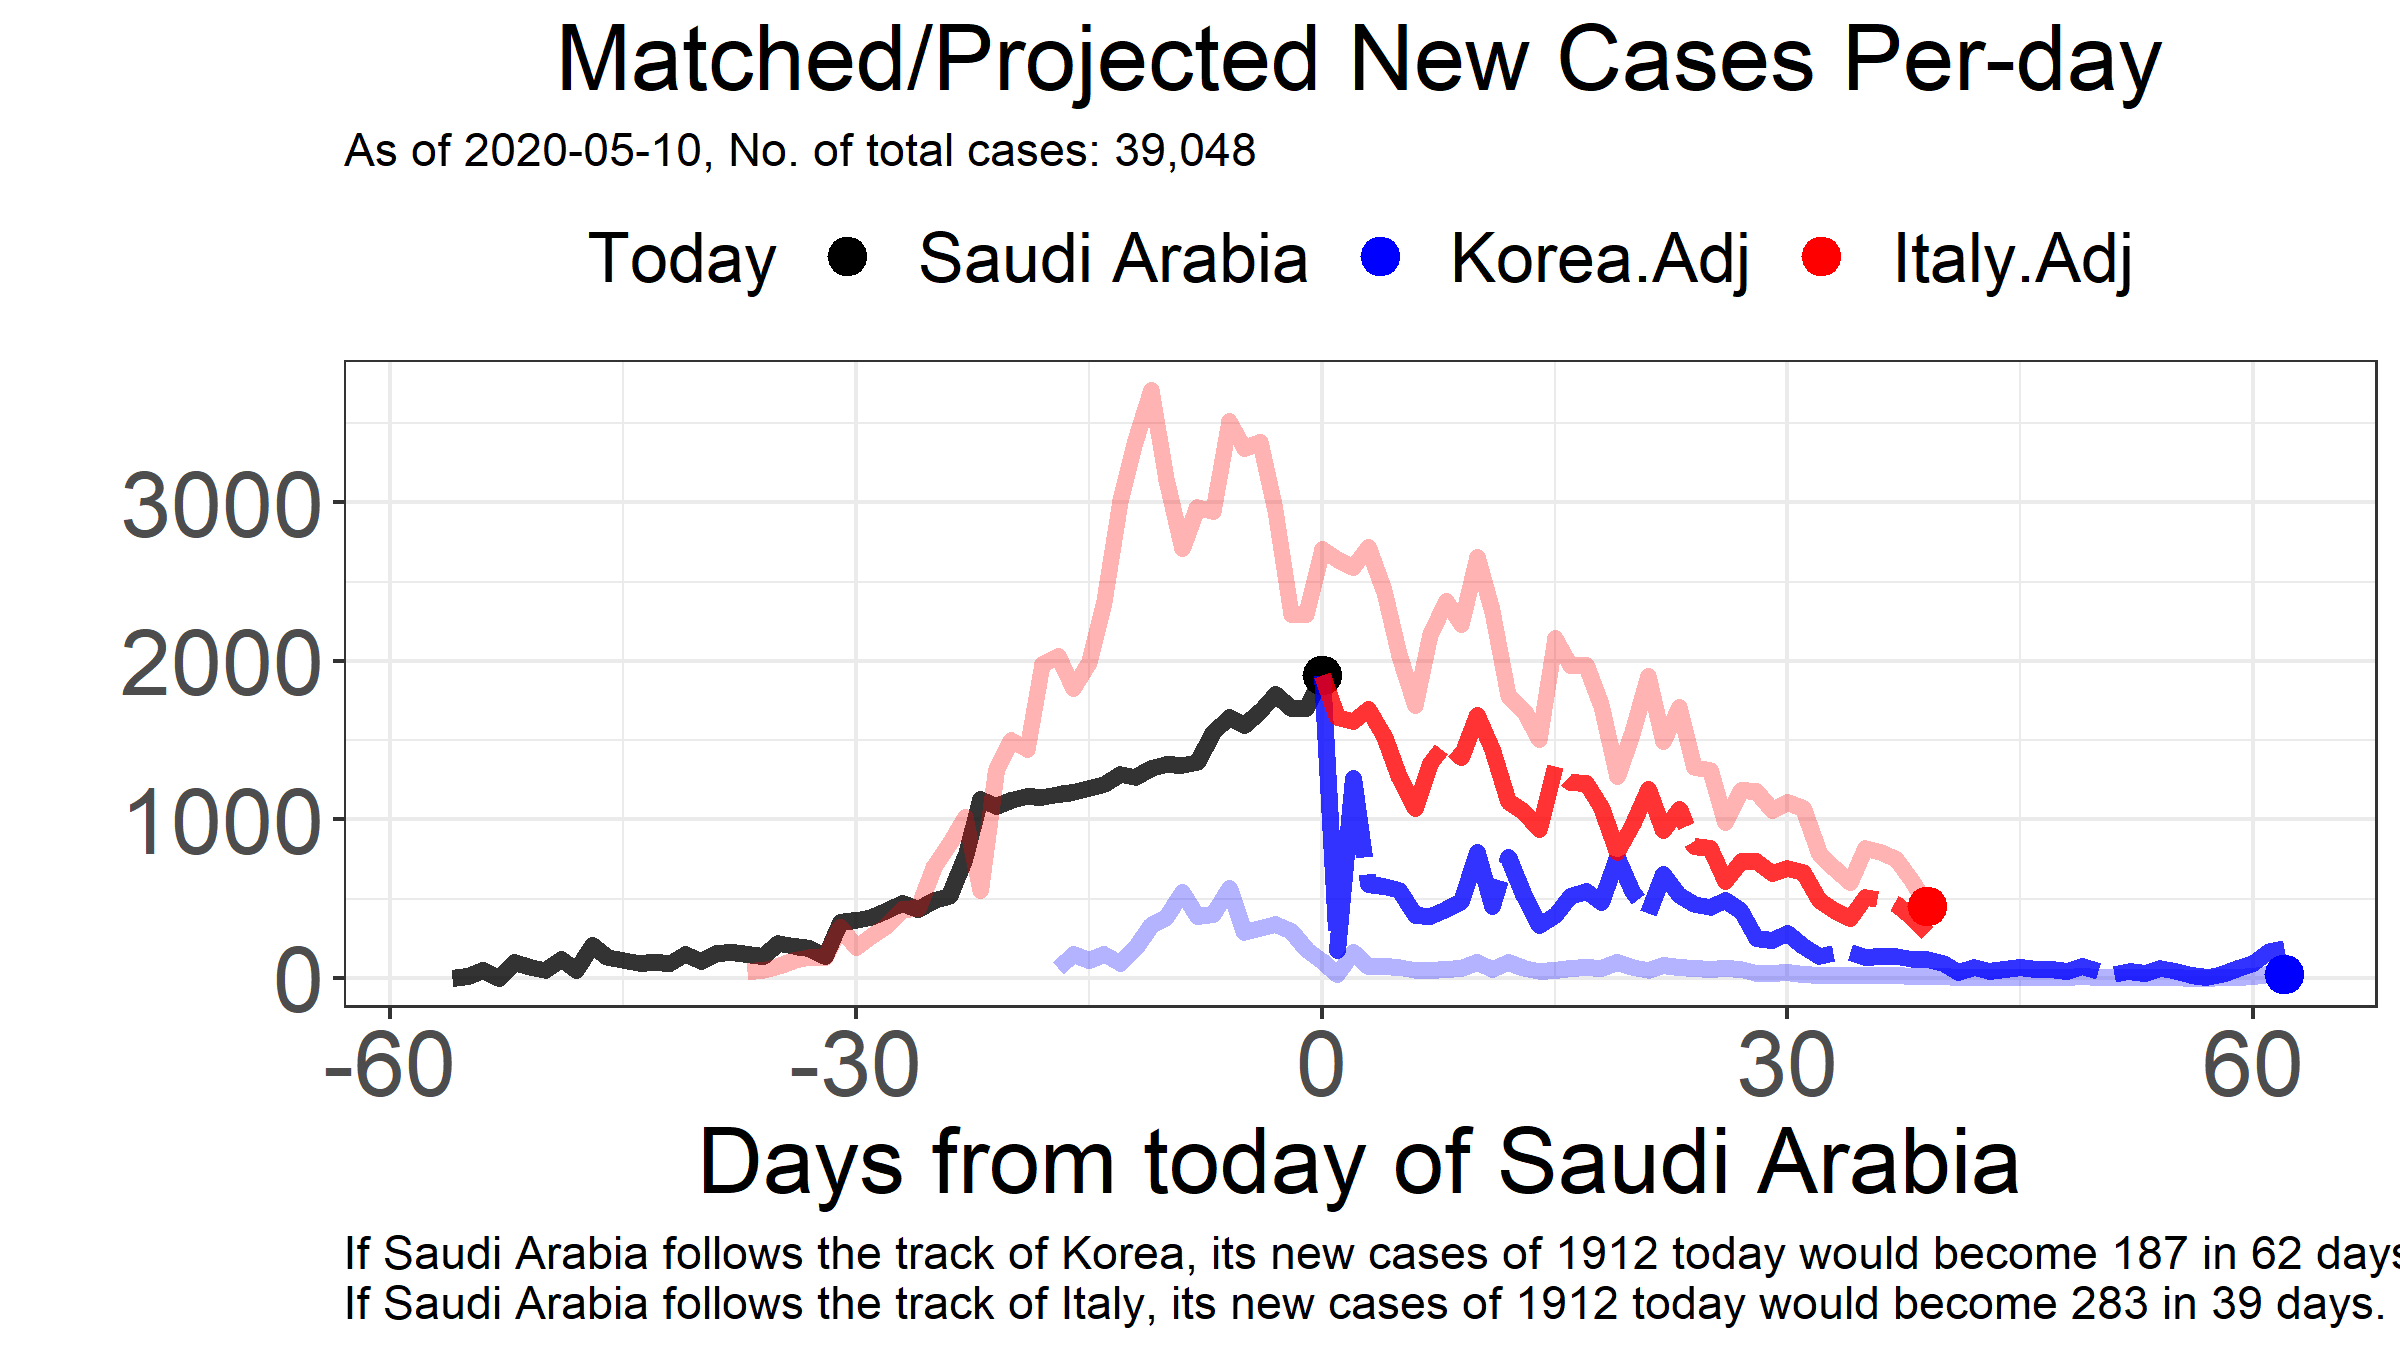 Matched/Projected New Cases Per-day
As of 2020-05-10, No. of total cases: 39,048
Today Saudi Arabia Korea.Adj Italy.Adj
3000
2000
1000
0
-60 -30 0 30 60
Days from today of Saudi Arabia
If Saudi Arabia follows the track of Korea, its new cases of 1912 today would become 187 in 62 days
If Saudi Arabia follows the track of Italy, its new cases of 1912 today would become 283 in 39 days.